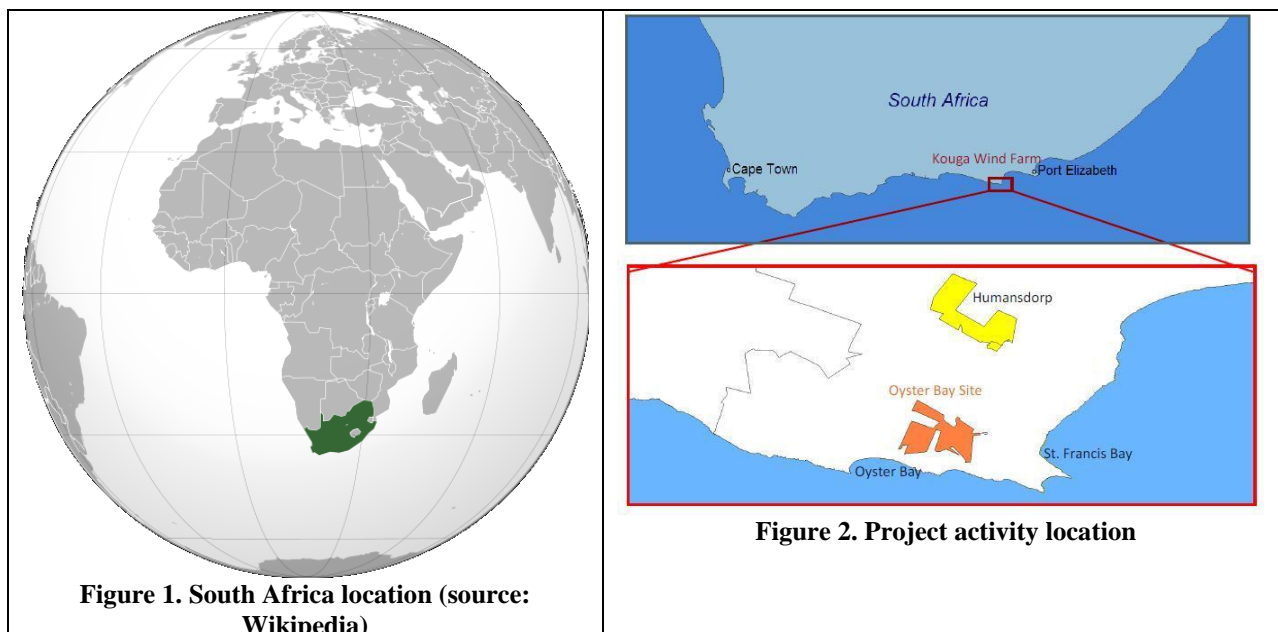 Figure 1. South Africa location (source:
Wikipedia)
South Africa
Kouga Wind Farm
Cape Town
Port Elizabeth
Humansdorp
Oyster Bay Site
St. Francis Bay
Oyster Bay
Figure 2. Project activity location